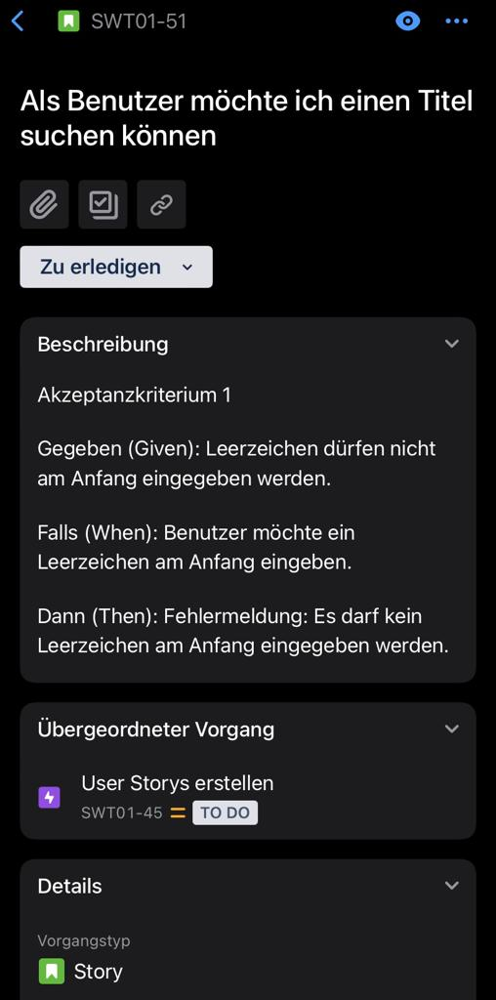 SWT01-51
Als Benutzer möchte ich einen Titel
suchen können
Zu erledigen
Beschreibung
Akzeptanzkriterium 1
Gegeben (Given): Leerzeichen dürfen nicht
am Anfang eingegeben werden.
Falls (When): Benutzer möchte ein
Leerzeichen am Anfang eingeben.
Dann (Then): Fehlermeldung: Es darf kein
Leerzeichen am Anfang eingegeben werden.
Übergeordneter Vorgang
User Storys erstellen
SWT01-45 TO DO
Details
Vorgangstyp
Story